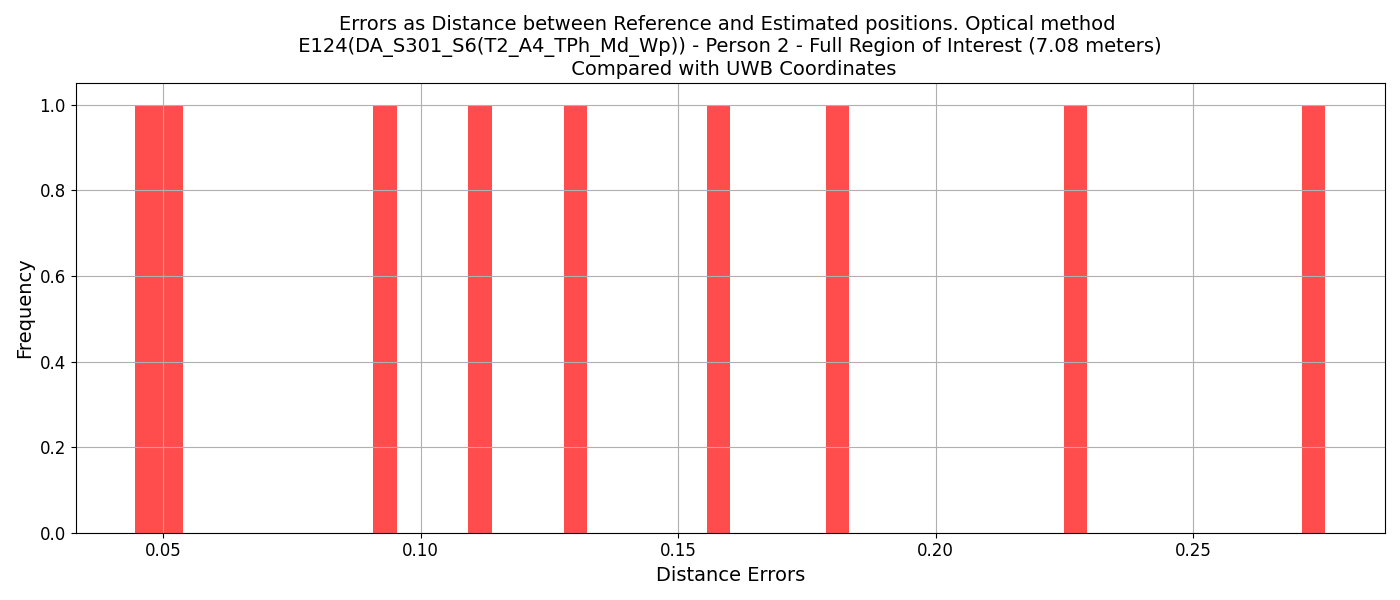 Errors as Distance between Reference and Estimated positions. Optical method
E124(DA_S301_S6(T2_A4_TPh_Md_Wp)) - Person 2 - Full Region of Interest (7.08 meters)
Compared with UWB Coordinates
Frequency
1.0
0.8
0.6
0.4
0.2
0.0
0.05 0.10 0.15 0.20 0.25
Distance Errors